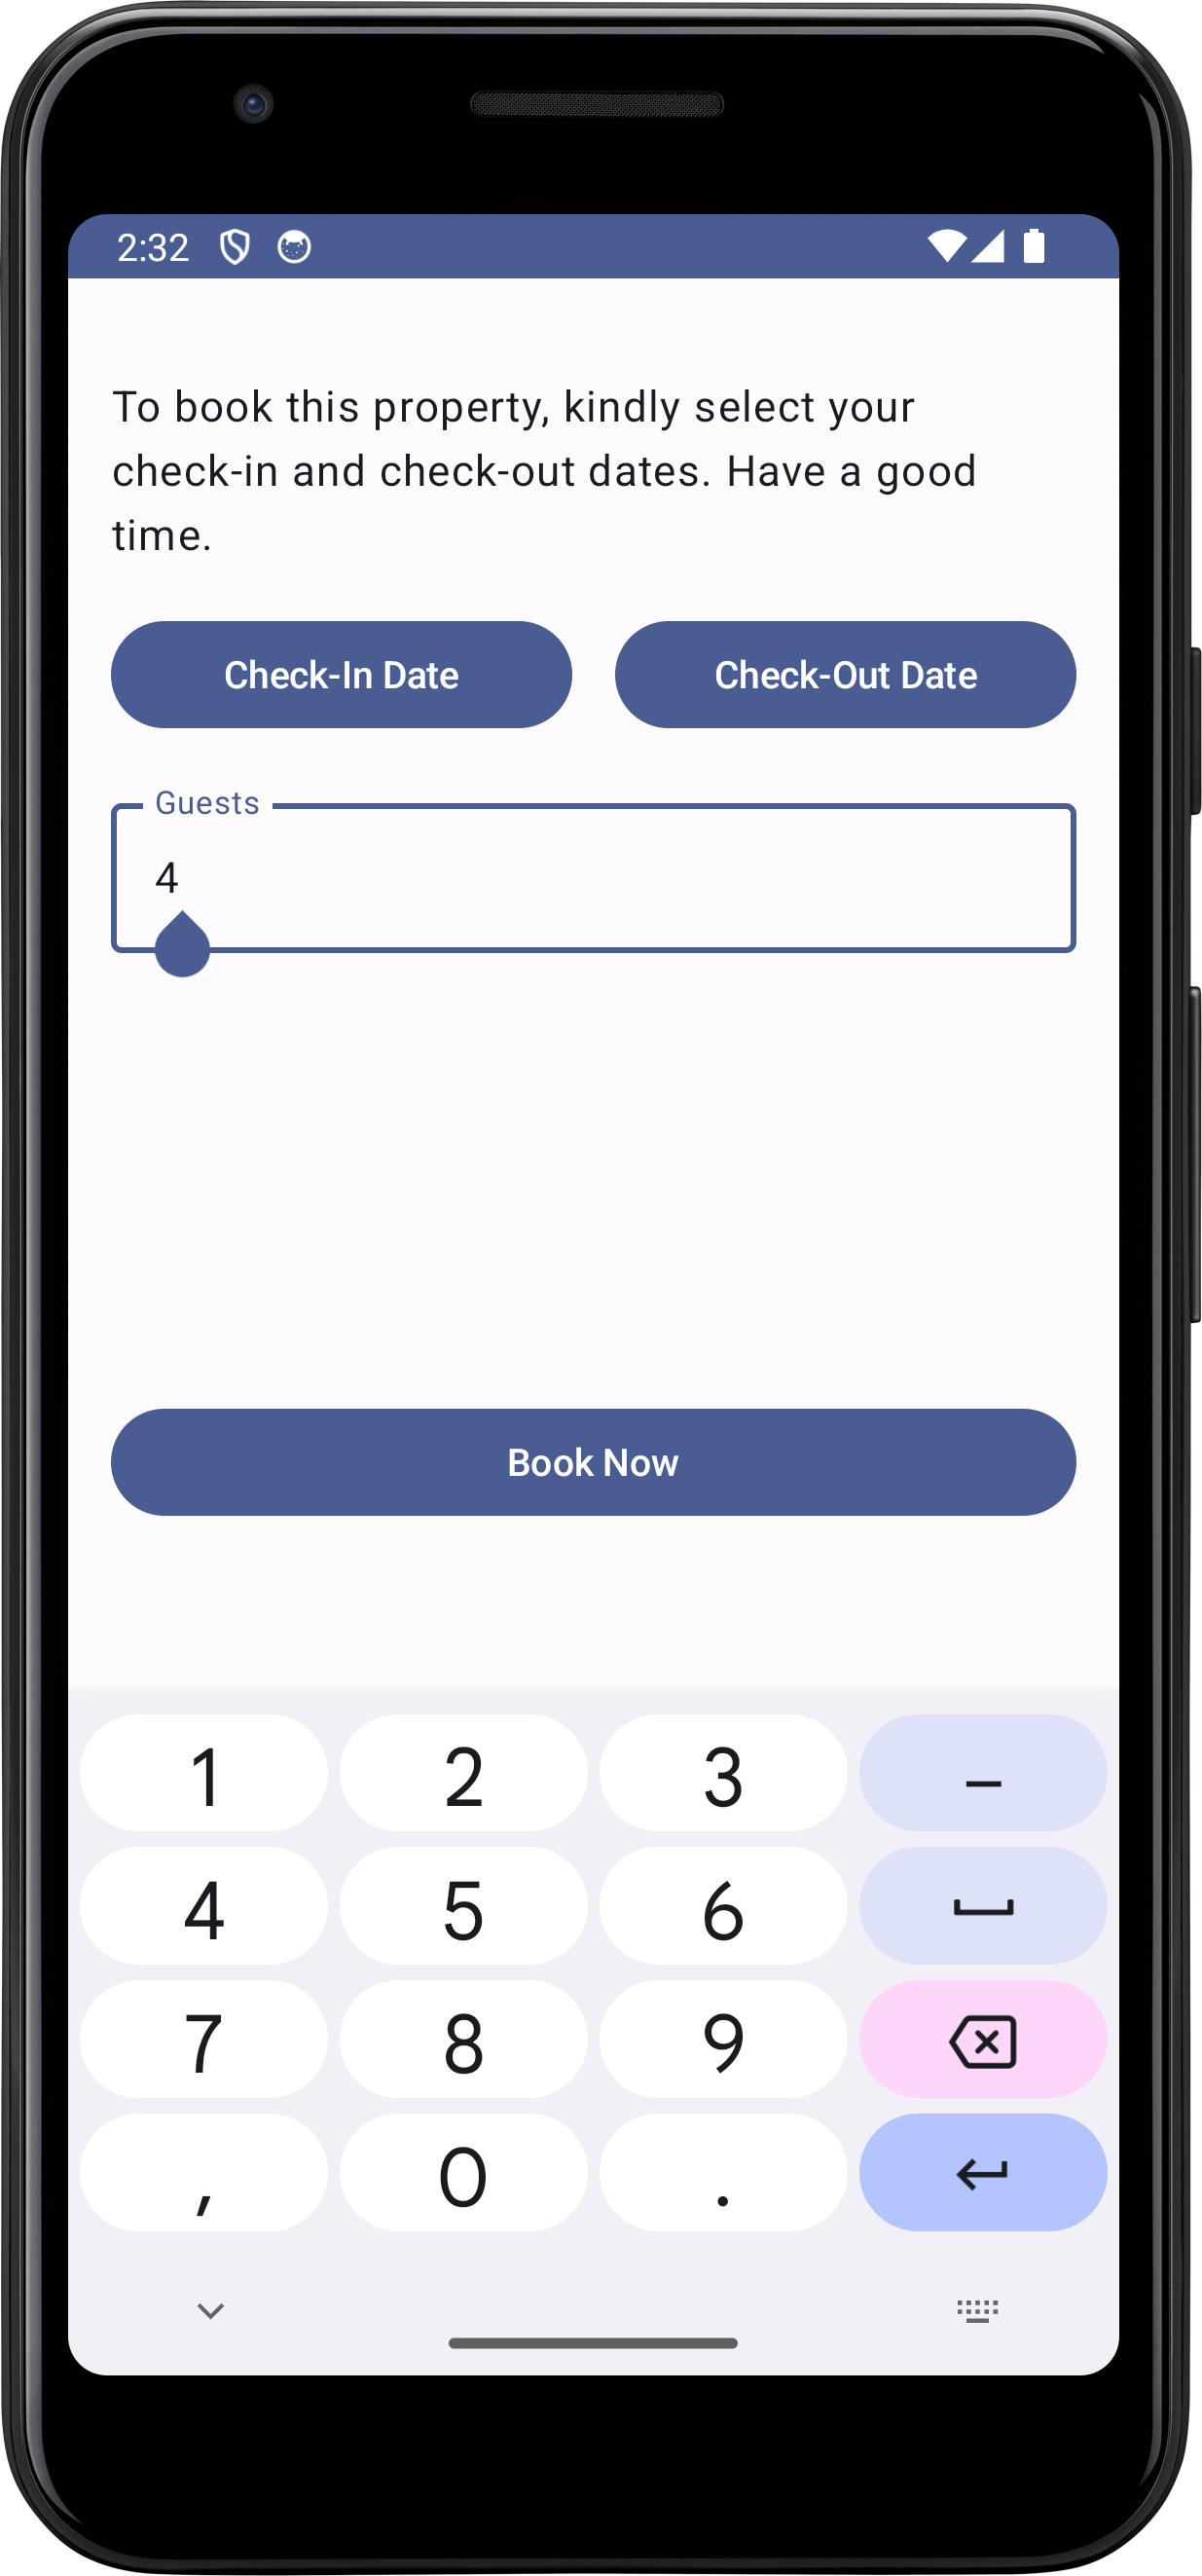 2:32
To book this property, kindly select your
check-in and check-out dates. Have a good
time.
Check-In Date Check-Out Date
Guests
4
Book Now
1 2 3 –
4 5 6
7 8 9
, 0 .